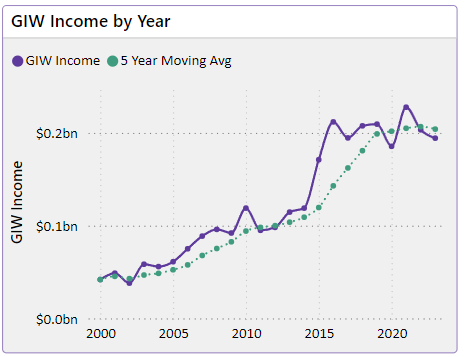 GIW Income by Year
GIW Income 5 Year Moving Avg
$0.2bn
$0.1bn
$0.0bn
GIW Income
2000 2005 2010 2015 2020